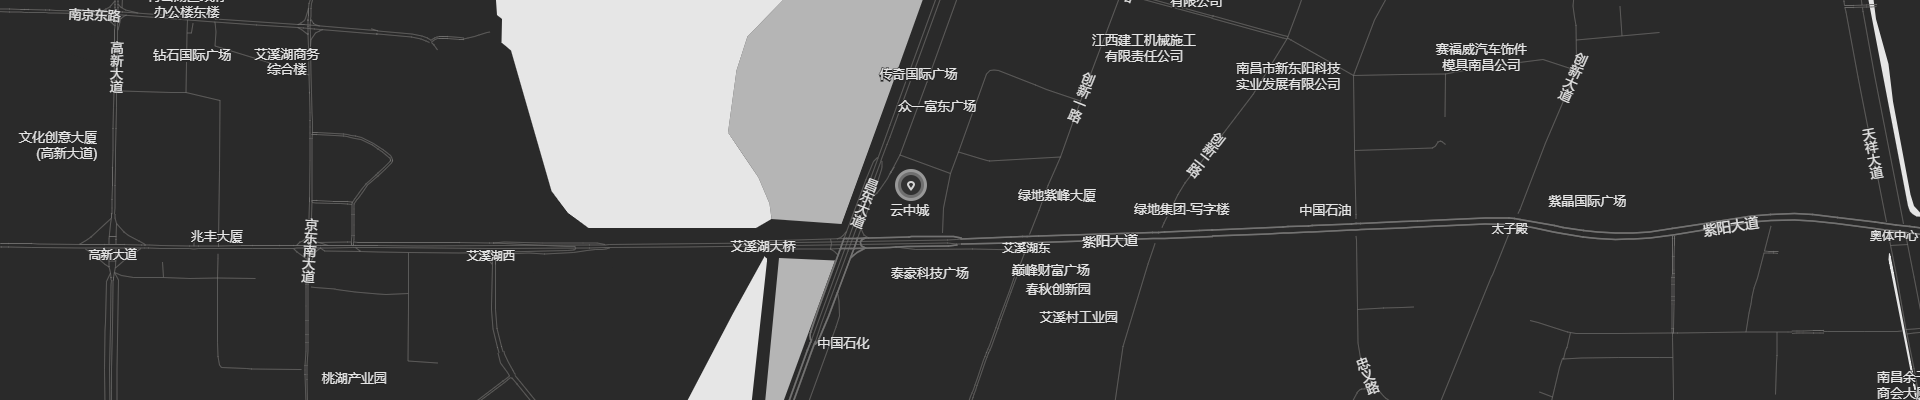 南京东路
办公楼东楼
高新大道
钻石国际广场
艾溪湖商务
综合楼
文化创意大厦
(高新大道)
兆丰大厦
高新大道
京东南大道
艾溪湖西
桃湖产业园
艾溪湖大桥
中国石化
传奇国际广场
众一富东广场
昌东大道
云中城
泰豪科技广场
有限公司
江西建工机械施工
有限责任公司
创新一路
绿地紫峰大厦
艾溪湖东
紫阳大道
巅峰财富广场
春秋创新园
艾溪村工业园
南昌市新东阳科技
实业发展有限公司
创新二路
绿地集团-写字楼
中国石油
忠义路
赛福威汽车饰件
模具南昌公司
创新大道
紫晶国际广场
太子殿
紫阳大道
天祥大道
奥体中心
南昌余干
商会大厦